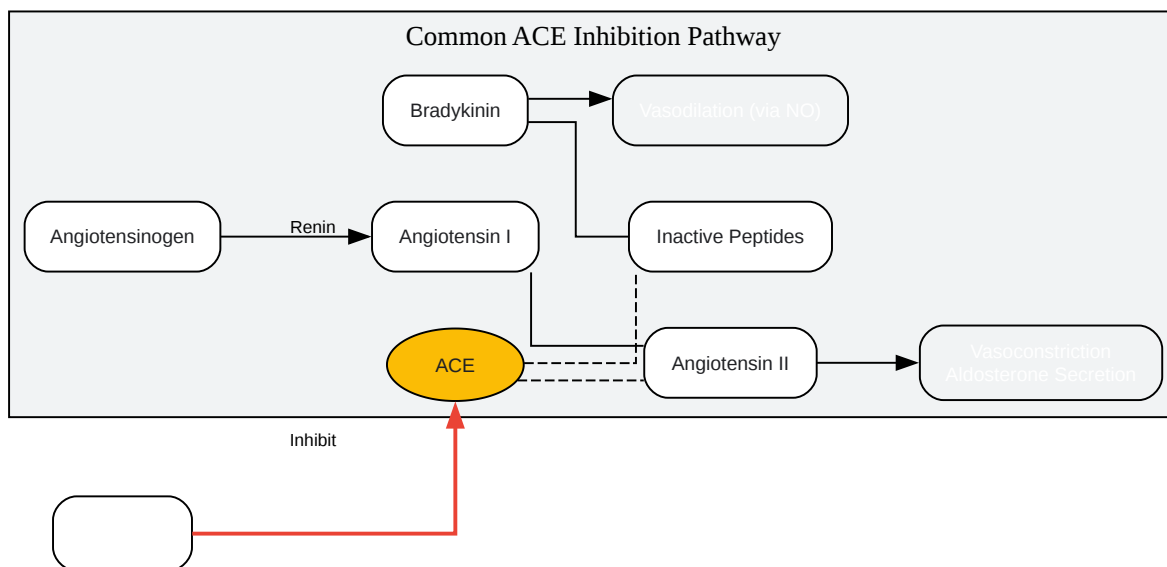 Common ACE Inhibition Pathway
Bradykinin
Vasodilation (via NO)
Angiotensinogen
Renin
Angiotensin I
Inactive Peptides
ACE
Angiotensin II
Vasoconstriction
Aldosterone Secretion
Inhibit